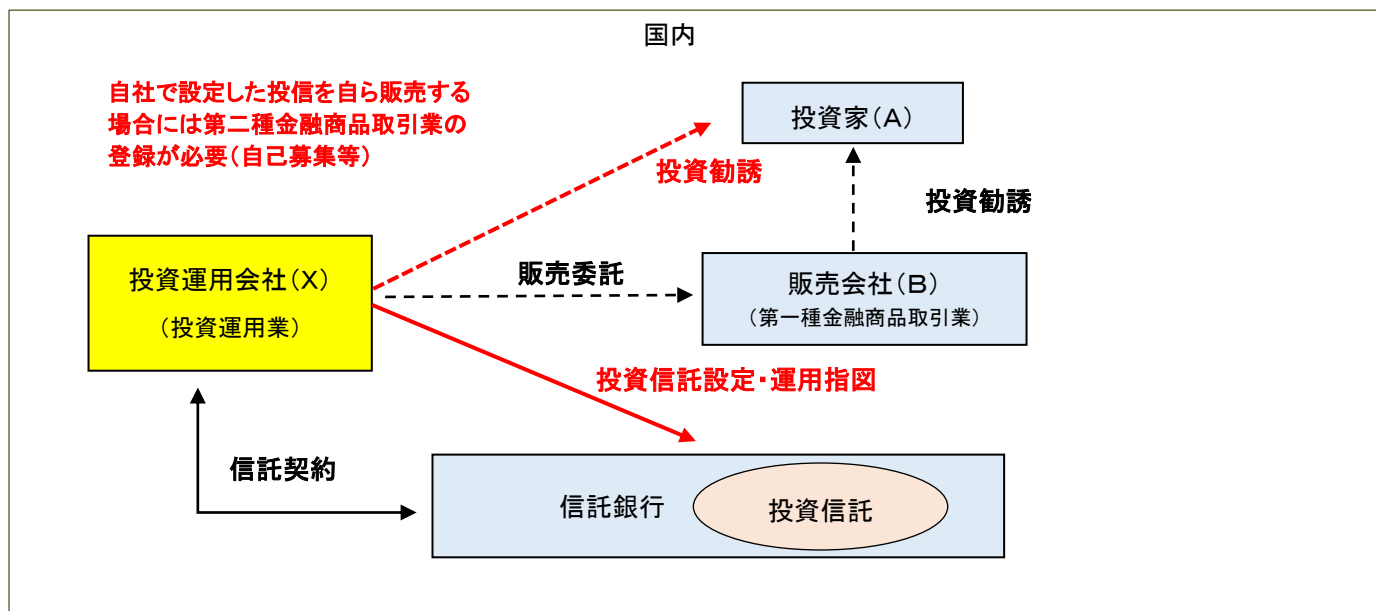 国内
自社で設定した投信を自ら販売する
場合には第二種金融商品取引業の
登録が必要(自己募集等)
投資家(A)
投資勧誘
投資勧誘
投資運用会社(X)
(投資運用業)
販売委託
販売会社(B)
(第一種金融商品取引業)
投資信託設定・運用指図
信託契約
信託銀行
投資信託